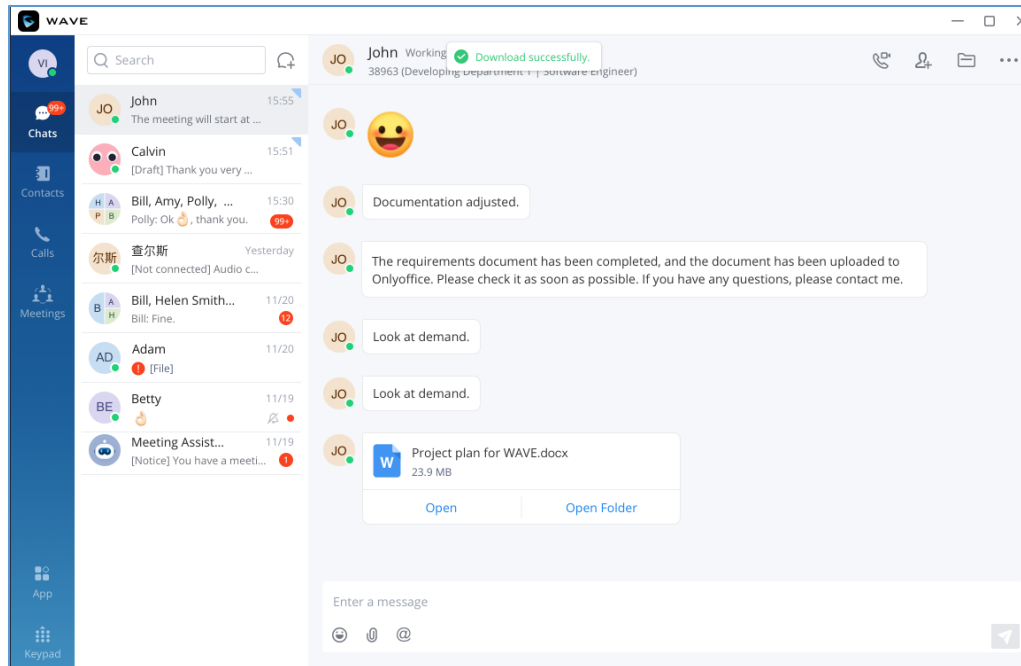 WAVE
VI
99+
Chats
Contacts
Calls
Meetings
App
Keypad
Search
JO
John
15:55
The meeting will start at ...
Calvin
15:51
[Draft] Thank you very ...
H A
P B
Bill, Amy, Polly, ...
15:30
Polly: Ok👌🏻, thank you.
99+
尔斯
查尔斯
Yesterday
[Not connected] Audio c...
B A
H
Bill, Helen Smith...
11/20
Bill: Fine.
12
AD
Adam
11/20
! [File]
BE
Betty
11/19
Meeting Assist...
11/19
[Notice] You have a meeti...
1
JO
John Working
Download successfully.
38963 (Developing Department 1 | Software Engineer)
JO
JO
Documentation adjusted.
JO
The requirements document has been completed, and the document has been uploaded to
Onlyoffice. Please check it as soon as possible. If you have any questions, please contact me.
JO
Look at demand.
JO
Look at demand.
JO
W
Project plan for WAVE.docx
23.9 MB
Open
Open Folder
Enter a message
@